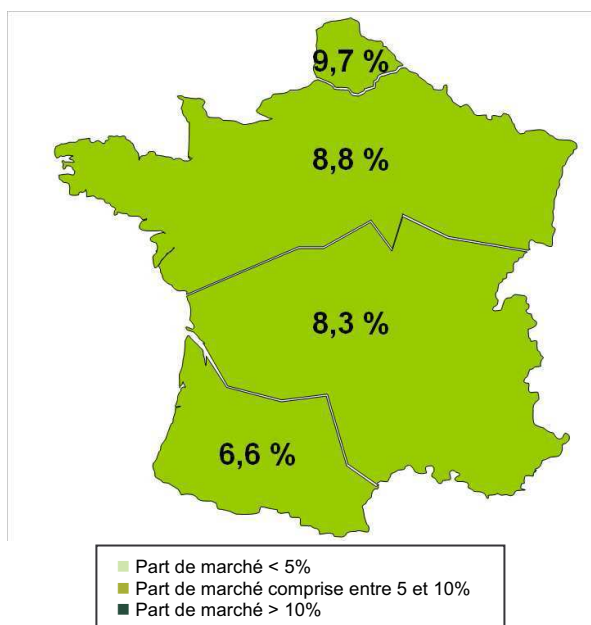 9,7 %
8,8 %
8,3 %
6,6 %
Part de marché < 5%
Part de marché comprise entre 5 et 10%
Part de marché > 10%